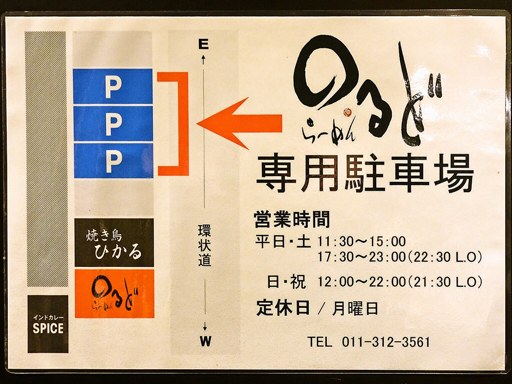 E
P
P
P
環状道
W
焼き鳥
ひかる
のるど
インドカレー
SPICE
のるど
らーめん
専用駐車場
営業時間
平日・土 11:30〜15:00
17:30〜23:00(22:30 L.O)
日・祝 12:00〜22:00(21:30 L.O)
定休日 / 月曜日
TEL 011-312-3561